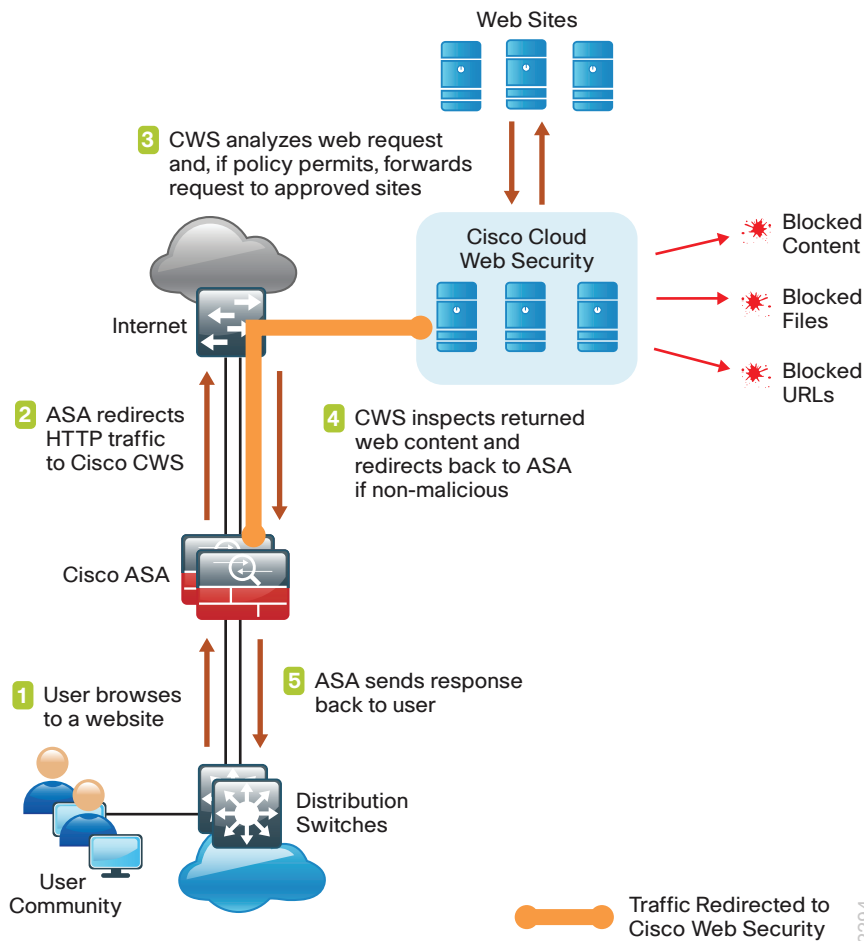 Web Sites
3 CWS analyzes web request
and, if policy permits, forwards
request to approved sites
Cisco Cloud
Web Security
Blocked
Content
Blocked
Files
Blocked
URLs
Internet
2 ASA redirects
HTTP traffic
to Cisco CWS
4 CWS inspects returned
web content and
redirects back to ASA
if non-malicious
Cisco ASA
1 User browses
to a website
5 ASA sends response
back to user
Distribution
Switches
User
Community
Traffic Redirected to
Cisco Web Security